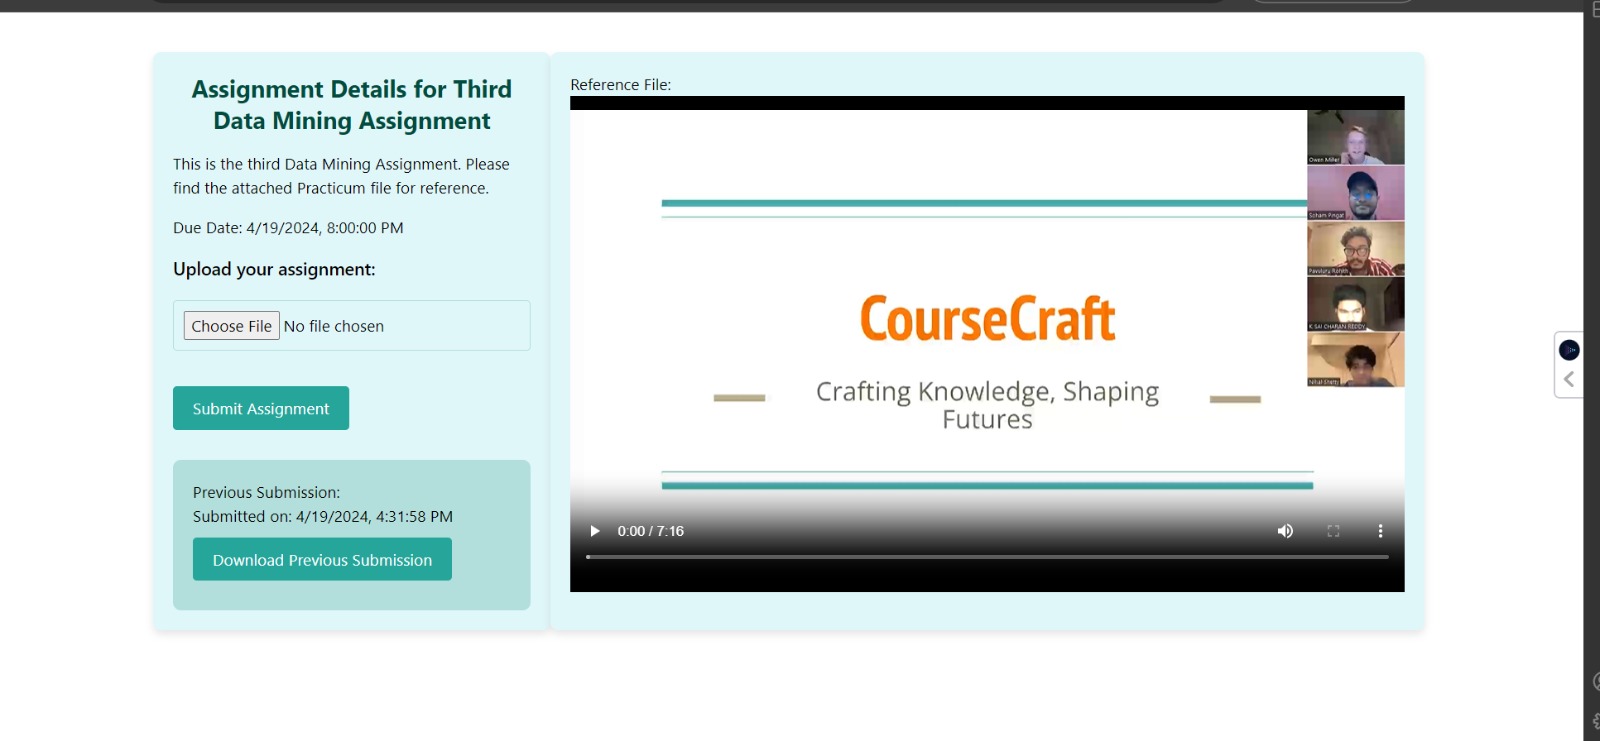 Assignment Details for Third
Data Mining Assignment
This is the third Data Mining Assignment. Please
find the attached Practicum file for reference.
Due Date: 4/19/2024, 8:00:00 PM
Upload your assignment:
Choose File No file chosen
Submit Assignment
Previous Submission:
Submitted on: 4/19/2024, 4:31:58 PM
Download Previous Submission
Reference File:
Owen Miller
Soham Pingat
Pavuluru Rohith
K SAI CHARAN REDDY
Nihal Shetty
CourseCraft
Crafting Knowledge, Shaping
Futures
0:00 / 7:16